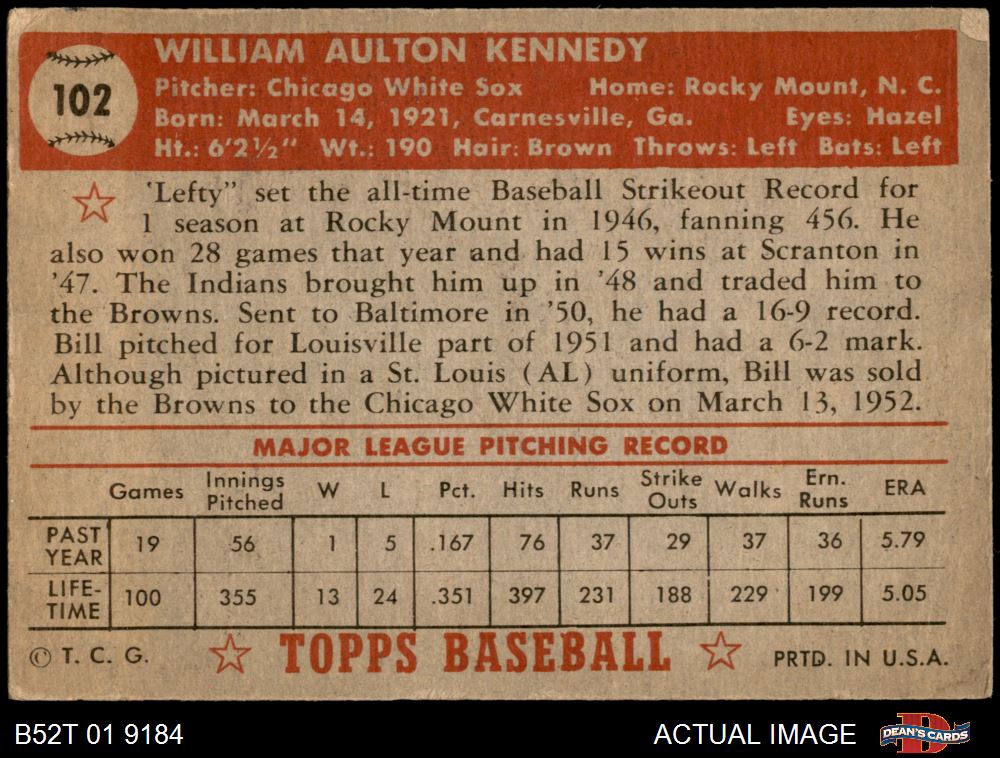 102
WILLIAM AULTON KENNEDY
Pitcher: Chicago White Sox Home: Rocky Mount, N. C.
Born: March 14, 1921, Carnesville, Ga. Eyes: Hazel
Ht.: 6'2½" Wt.: 190 Hair: Brown Throws: Left Bats: Left
'Lefty" set the all-time Baseball Strikeout Record for
1 season at Rocky Mount in 1946, fanning 456. He
also won 28 games that year and had 15 wins at Scranton in
'47. The Indians brought him up in '48 and traded him to
the Browns. Sent to Baltimore in '50, he had a 16-9 record.
Bill pitched for Louisville part of 1951 and had a 6-2 mark.
Although pictured in a St. Louis (AL) uniform, Bill was sold
by the Browns to the Chicago White Sox on March 13, 1952.
MAJOR LEAGUE PITCHING RECORD
Games Innings Pitched W L Pct. Hits Runs Strike Outs Walks Ern. Runs ERA
PAST YEAR 19 56 1 5 .167 76 37 29 37 36 5.79
LIFE-TIME 100 355 13 24 .351 397 231 188 229 199 5.05
© T. C. G. TOPPS BASEBALL PRTD. IN U.S.A.
B52T 01 9184 ACTUAL IMAGE DEAN'S CARDS